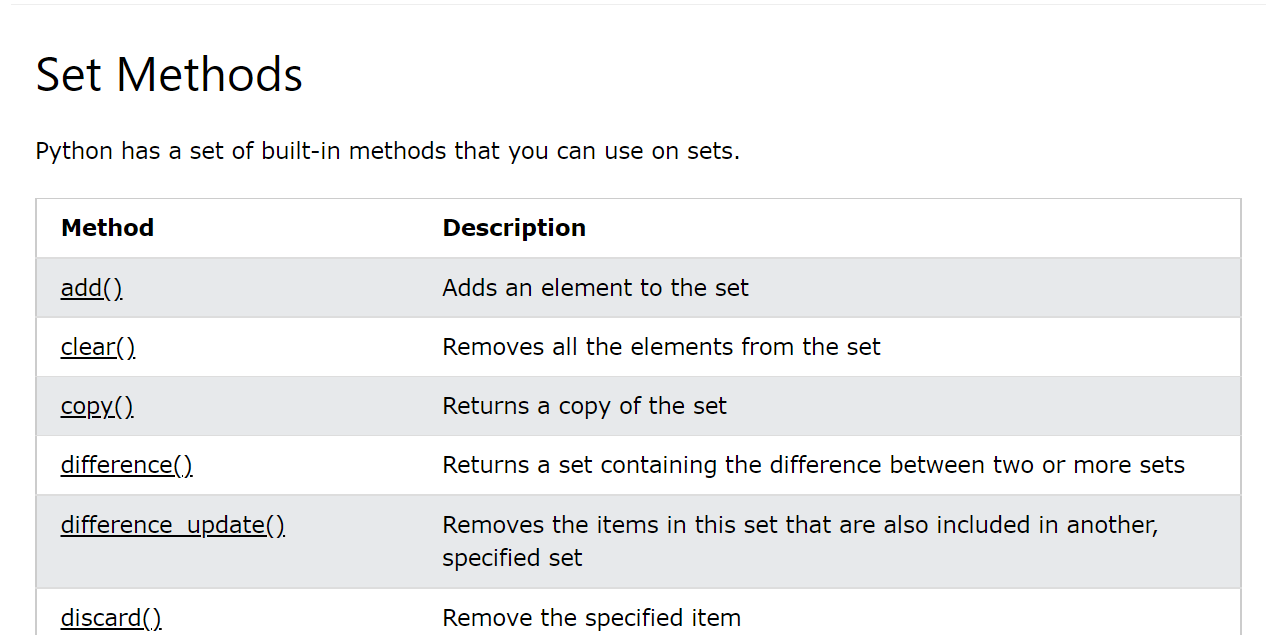 Set Methods
Python has a set of built-in methods that you can use on sets.
Method Description
add() Adds an element to the set
clear() Removes all the elements from the set
copy() Returns a copy of the set
difference() Returns a set containing the difference between two or more sets
difference_update() Removes the items in this set that are also included in another,
specified set
discard() Remove the specified item